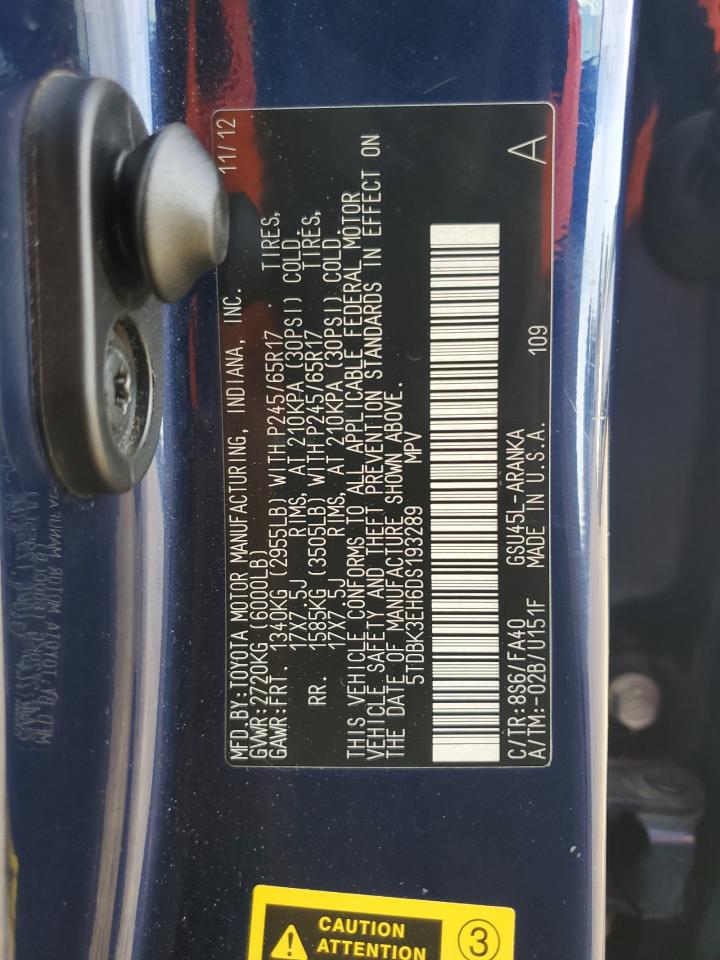 MFD.BY:TOYOTA MOTOR MANUFACTURING, INDIANA, INC. 11/12
GVWR:2720KG (6000LB)
GAWR:FRT. 1340KG (2955LB) WITH P245/65R17 . TIRES,
17X7.5J RIMS, AT 210KPA (30PSI) COLD
RR. 1585KG (3505LB) WITH P245/65R17 TIRES,
17X7.5J RIMS, AT 210KPA (30PSI) COLD.
THIS VEHICLE CONFORMS TO ALL APPLICABLE FEDERAL MOTOR
VEHICLE SAFETY AND THEFT PREVENTION STANDARDS IN EFFECT ON
THE DATE OF MANUFACTURE SHOWN ABOVE.
5TDBK3EH6DS193289 MPV
C/TR:8S6/FA40 GSU45L-ARANKA
A/TM:-02B/U151F MADE IN U.S.A. 109 A
CAUTION
ATTENTION
3